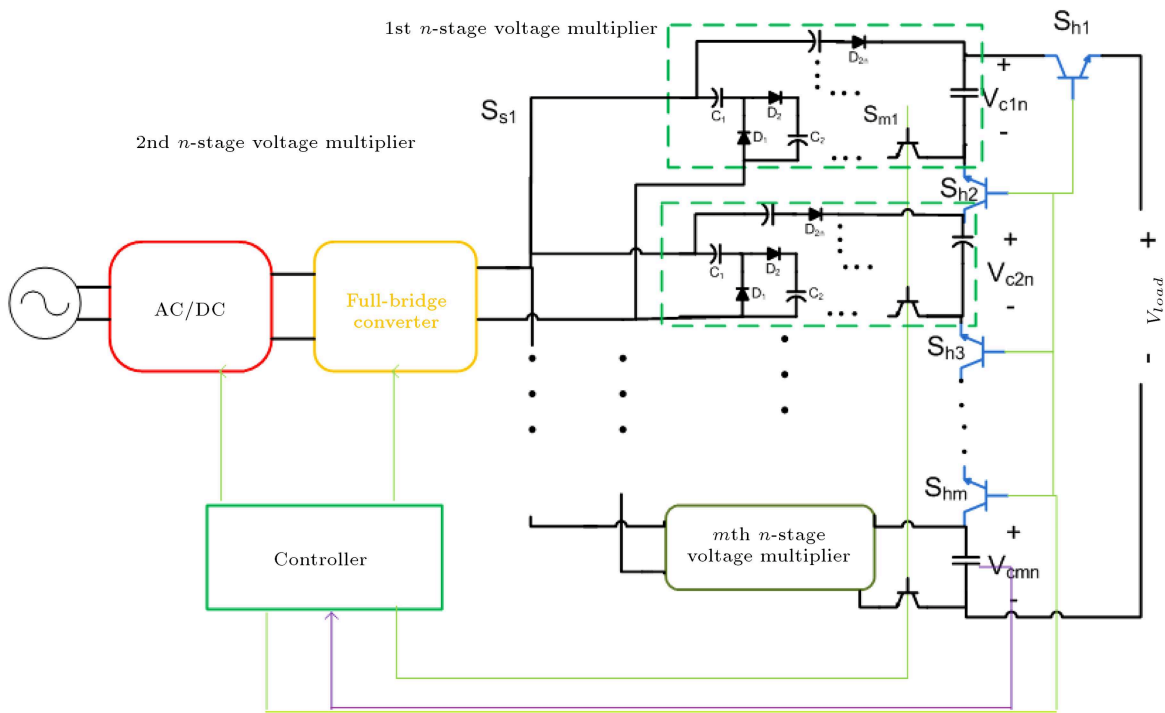 1st n-stage voltage multiplier
Sh1
D2n
Ss1
C1
D2
Sm1
Vc1n
+
-
D1
C2
2nd n-stage voltage multiplier
Sh2
D2n
+
Vc2n
-
C1
D2
D1
C2
+
Vload
-
AC/DC
Full-bridge
converter
Sh3
Shm
Controller
mth n-stage
voltage multiplier
+
Vcmn
-